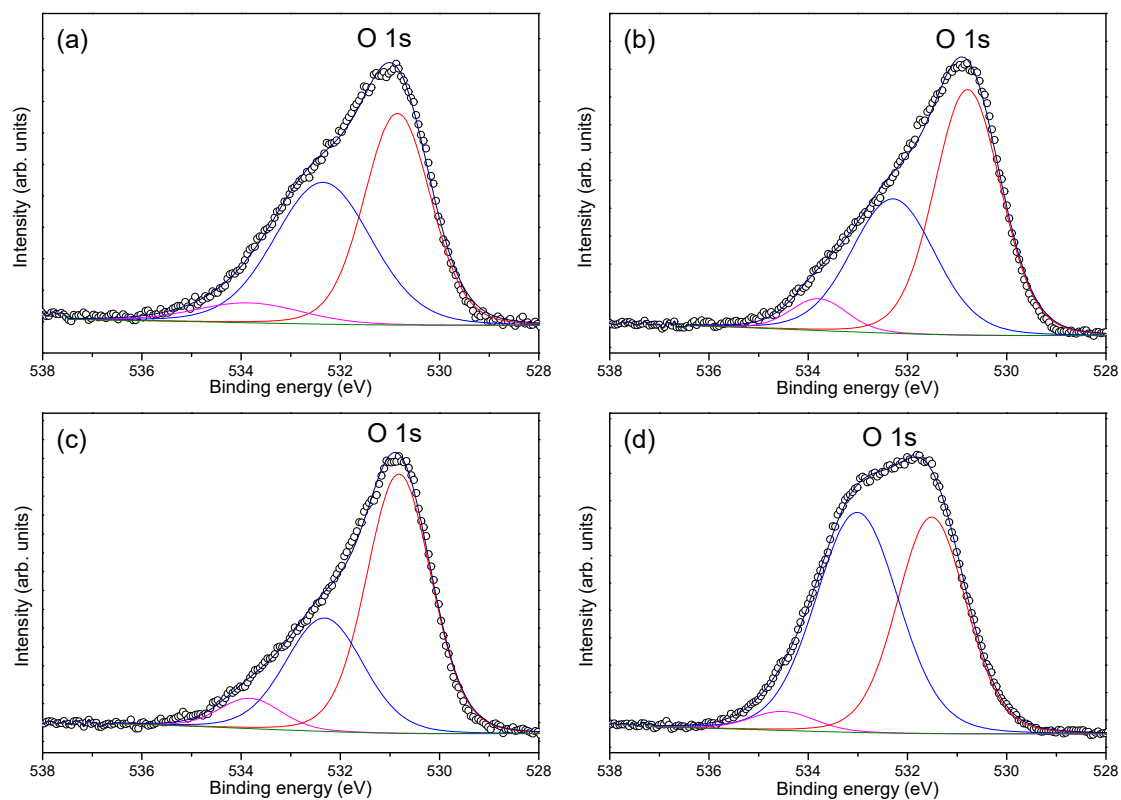 (a)
O 1s
Intensity (arb. units)
538 536 534 532 530 528
Binding energy (eV)
(b)
O 1s
Intensity (arb. units)
538 536 534 532 530 528
Binding energy (eV)
(c)
O 1s
Intensity (arb. units)
538 536 534 532 530 528
Binding energy (eV)
(d)
O 1s
Intensity (arb. units)
538 536 534 532 530 528
Binding energy (eV)